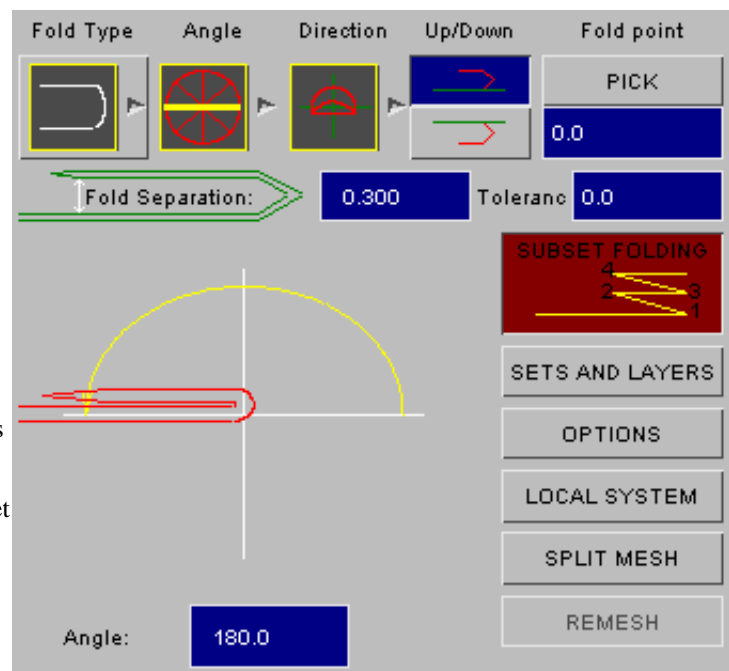 Fold Type Angle Direction Up/Down Fold point
PICK
0.0
Fold Separation: 0.300 Toleranc 0.0
SUBSET FOLDING
4
2 3
1
SETS AND LAYERS
s
OPTIONS
LOCAL SYSTEM
et
SPLIT MESH
Angle: 180.0 REMESH